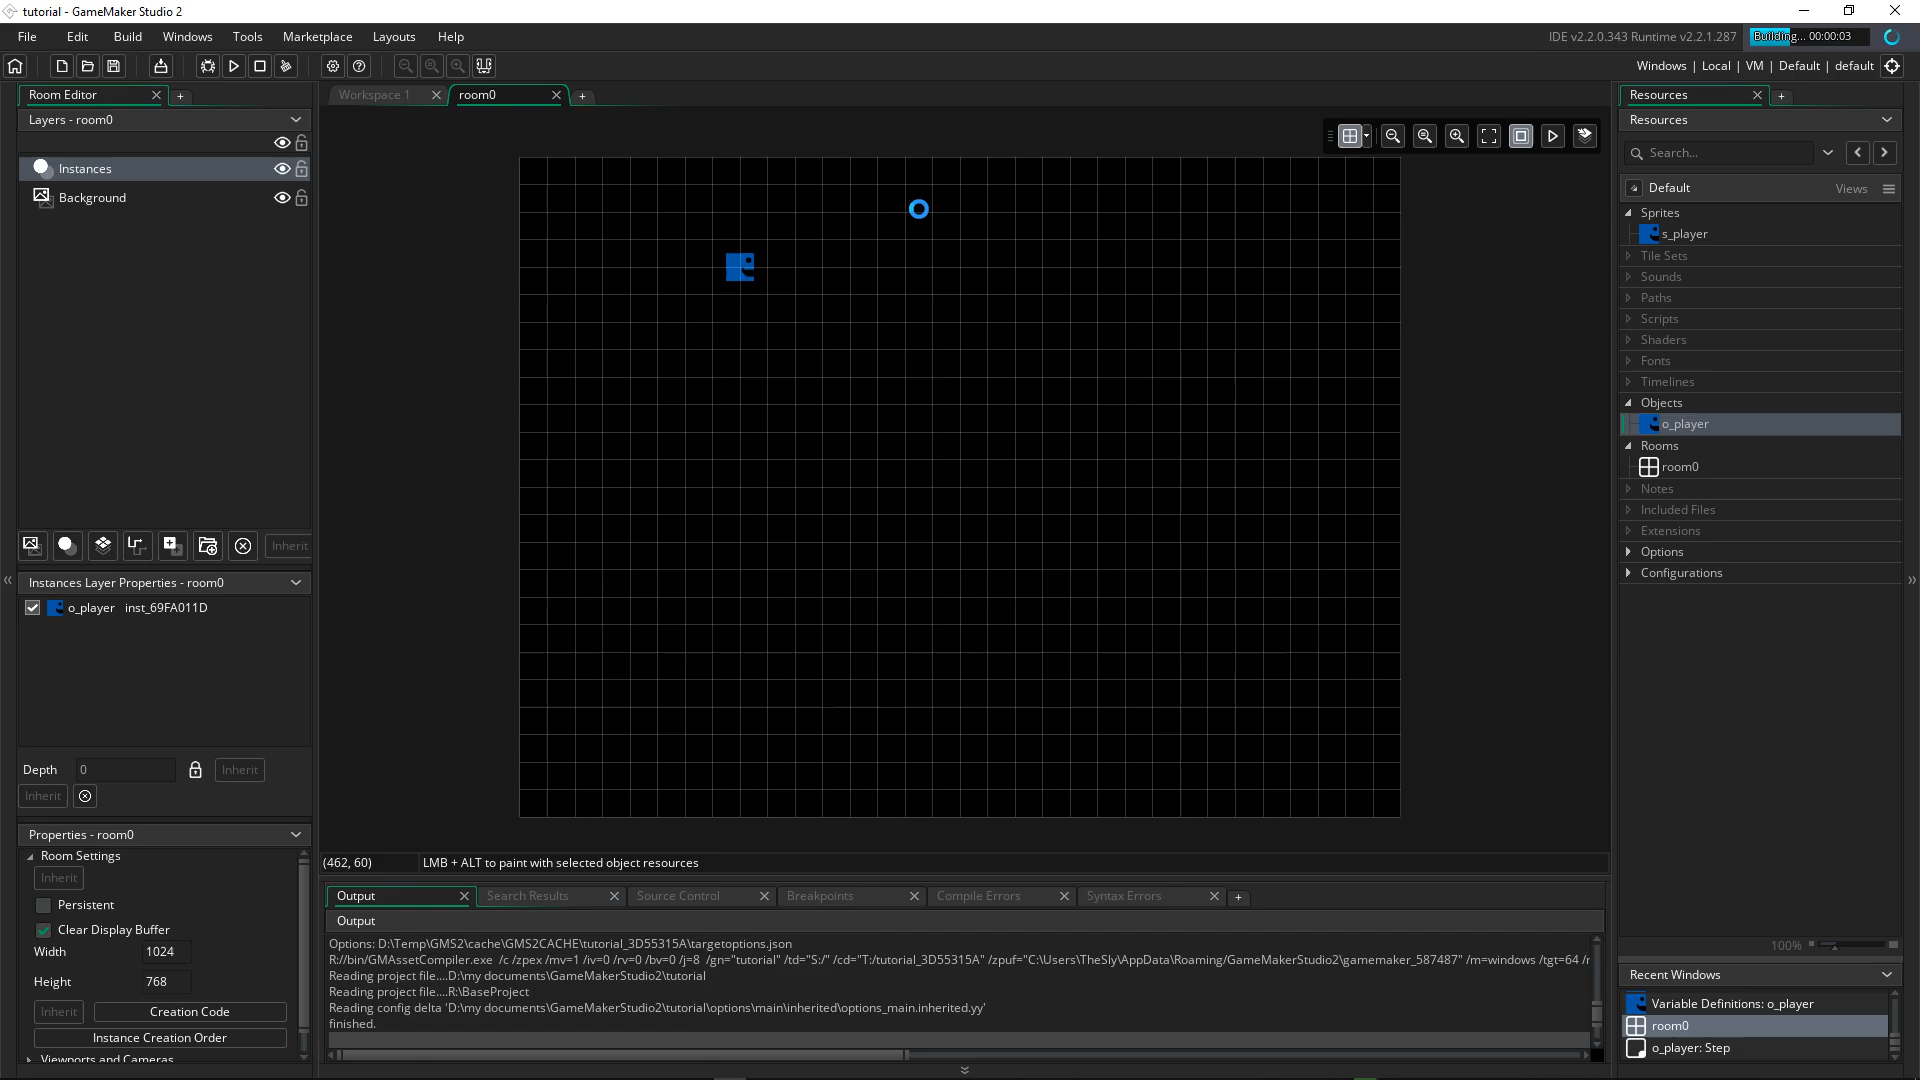 tutorial - GameMaker Studio 2
File Edit Build Windows Tools Marketplace Layouts Help
IDE v2.2.0.343 Runtime v2.2.1.287 Building... 00:00:03
Windows | Local | VM | Default | default
Room Editor
Workspace 1
room0
Resources
Layers - room0
Resources
Search...
Instances
Background
Default
Views
Sprites
s_player
Tile Sets
Sounds
Paths
Scripts
Shaders
Fonts
Timelines
Objects
o_player
Rooms
room0
Notes
Included Files
Extensions
Options
Configurations
Inherit
Instances Layer Properties - room0
o_player inst_69FA011D
Depth 0 Inherit
Inherit
Properties - room0
Room Settings
Inherit
Persistent
Clear Display Buffer
Width 1024
Height 768
Inherit Creation Code
Instance Creation Order
Viewports and Cameras
(462, 60) LMB + ALT to paint with selected object resources
Output Search Results Source Control Breakpoints Compile Errors Syntax Errors
Output
Options: D:\Temp\GMS2\cache\GMS2CACHE\tutorial_3D55315A\targetoptions.json
R://bin/GMAssetCompiler.exe /c /zpex /mv=1 /iv=0 /rv=0 /bv=0 /j=8 /gn="tutorial" /td="S:/" /cd="T:/tutorial_3D55315A" /zpuf="C:\Users\TheSly\AppData\Roaming/GameMakerStudio2\gamemaker_587487" /m=windows /tgt=64 /r
Reading project file....D:\my documents\GameMakerStudio2\tutorial
Reading project file....R:\BaseProject
Reading config delta 'D:\my documents\GameMakerStudio2\tutorial\options\main\inherited\options_main.inherited.yy'
finished.
100%
Recent Windows
Variable Definitions: o_player
room0
o_player: Step